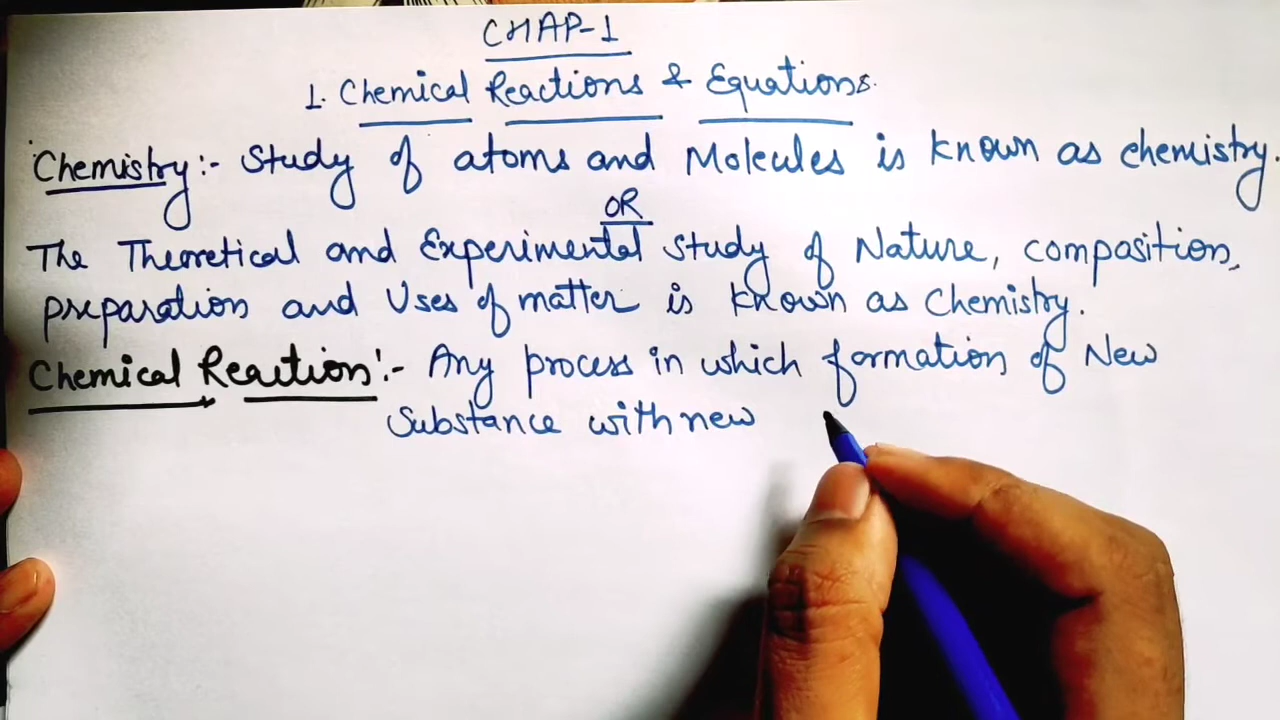 CHAP-1
1. Chemical Reactions & Equations.
Chemistry:- Study of atoms and Molecules is known as chemistry.
OR
The Theoretical and Experimental study of Nature, composition,
preparation and Uses of matter is known as Chemistry.
Chemical Reaction:- Any process in which formation of New
Substance with new